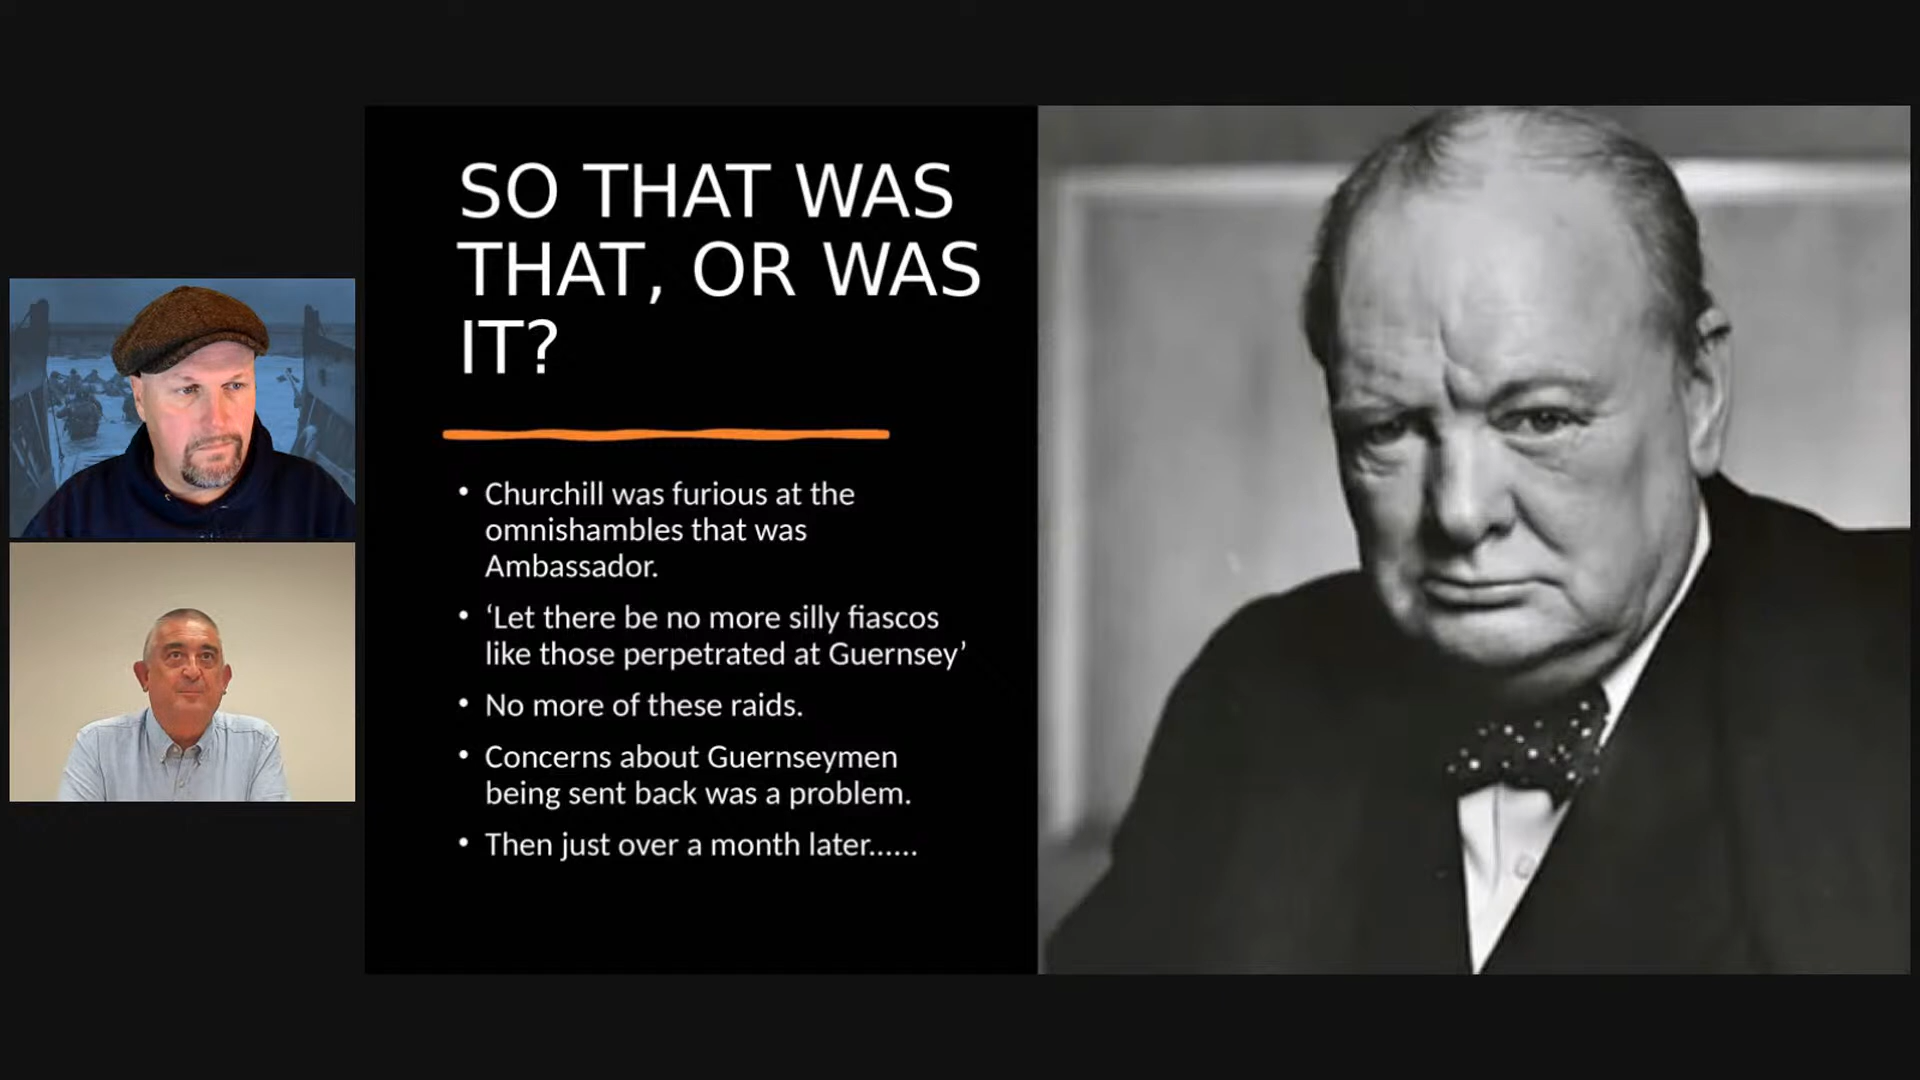 SO THAT WAS
THAT, OR WAS
IT?
• Churchill was furious at the
omnishambles that was
Ambassador.
• ‘Let there be no more silly fiascos
like those perpetrated at Guernsey’
• No more of these raids.
• Concerns about Guernseymen
being sent back was a problem.
• Then just over a month later......